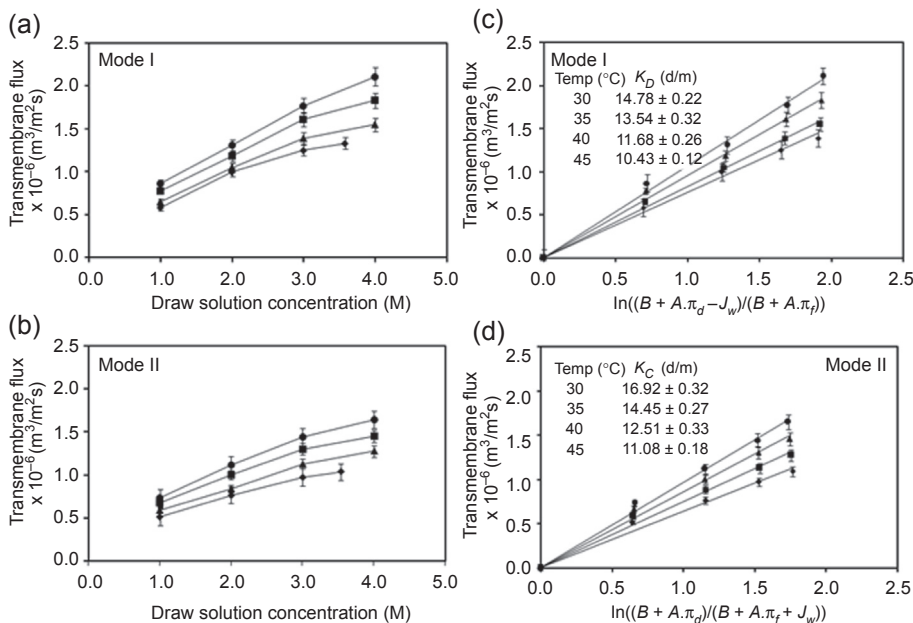 (a)
Mode I
Transmembrane flux
x 10⁻⁶ (m³/m²s)
2.5
2.0
1.5
1.0
0.5
0.0
0.0 1.0 2.0 3.0 4.0 5.0
Draw solution concentration (M)
(c)
Mode I
Temp (°C) K_D (d/m)
30 14.78 ± 0.22
35 13.54 ± 0.32
40 11.68 ± 0.26
45 10.43 ± 0.12
Transmembrane flux
x 10⁻⁶ (m³/m²s)
2.5
2.0
1.5
1.0
0.5
0.0
0.0 0.5 1.0 1.5 2.0 2.5
ln((B + A.π_d – J_w)/(B + A.π_f))
(b)
Mode II
Transmembrane flux
x 10⁻⁶ (m³/m²s)
2.5
2.0
1.5
1.0
0.5
0.0
0.0 1.0 2.0 3.0 4.0 5.0
Draw solution concentration (M)
(d)
Mode II
Temp (°C) K_C (d/m)
30 16.92 ± 0.32
35 14.45 ± 0.27
40 12.51 ± 0.33
45 11.08 ± 0.18
Transmembrane flux
x 10⁻⁶ (m³/m²s)
2.5
2.0
1.5
1.0
0.5
0.0
0.0 0.5 1.0 1.5 2.0 2.5
ln((B + A.π_d)/(B + A.π_f + J_w))